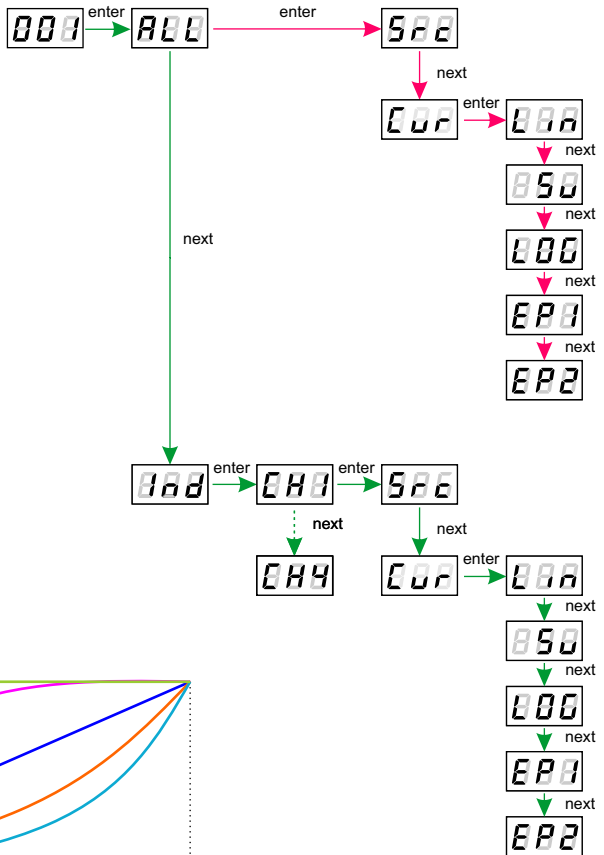 001 enter ALL enter Src
next
Cur enter Lin
next
Su
next
next
LOG
next
EP1
next
EP2
Ind enter CH1 enter Src
next next
CH4 Cur enter Lin
next
Su
next
LOG
next
EP1
next
EP2